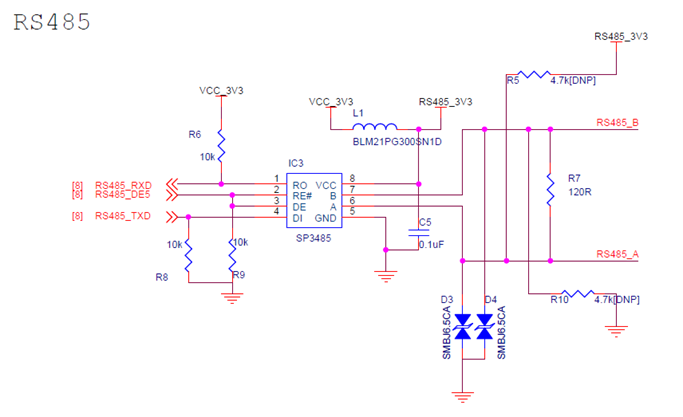 RS485
RS485_3V3
R5
4.7k[DNP]
VCC_3V3
VCC_3V3
L1
RS485_3V3
BLM21PG300SN1D
RS485_B
R6
10k
IC3
R7
120R
[8] RS485_RXD
1 RO VCC 8
[8] RS485_DE5
2 RE# B 7
3 DE A 6
[8] RS485_TXD
4 DI GND 5
SP3485
C5
0.1uF
10k
10k
R8
R9
RS485_A
D3
D4
SMBJ6.5CA
SMBJ6.5CA
R10
4.7k[DNP]